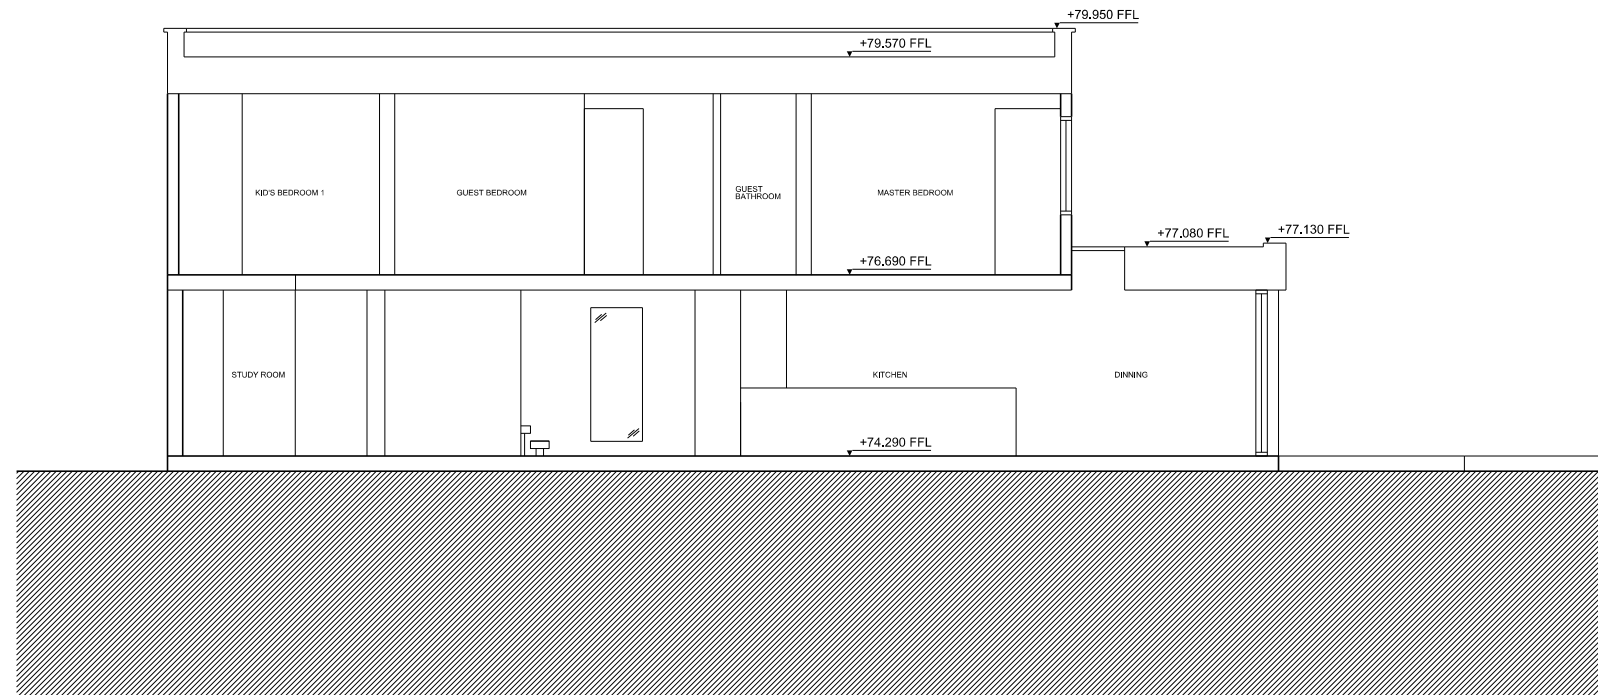 +79.950 FFL
+79.570 FFL
KID'S BEDROOM 1
GUEST BEDROOM
GUEST
BATHROOM
MASTER BEDROOM
+77.080 FFL
+77.130 FFL
+76.690 FFL
STUDY ROOM
KITCHEN
DINNING
+74.290 FFL